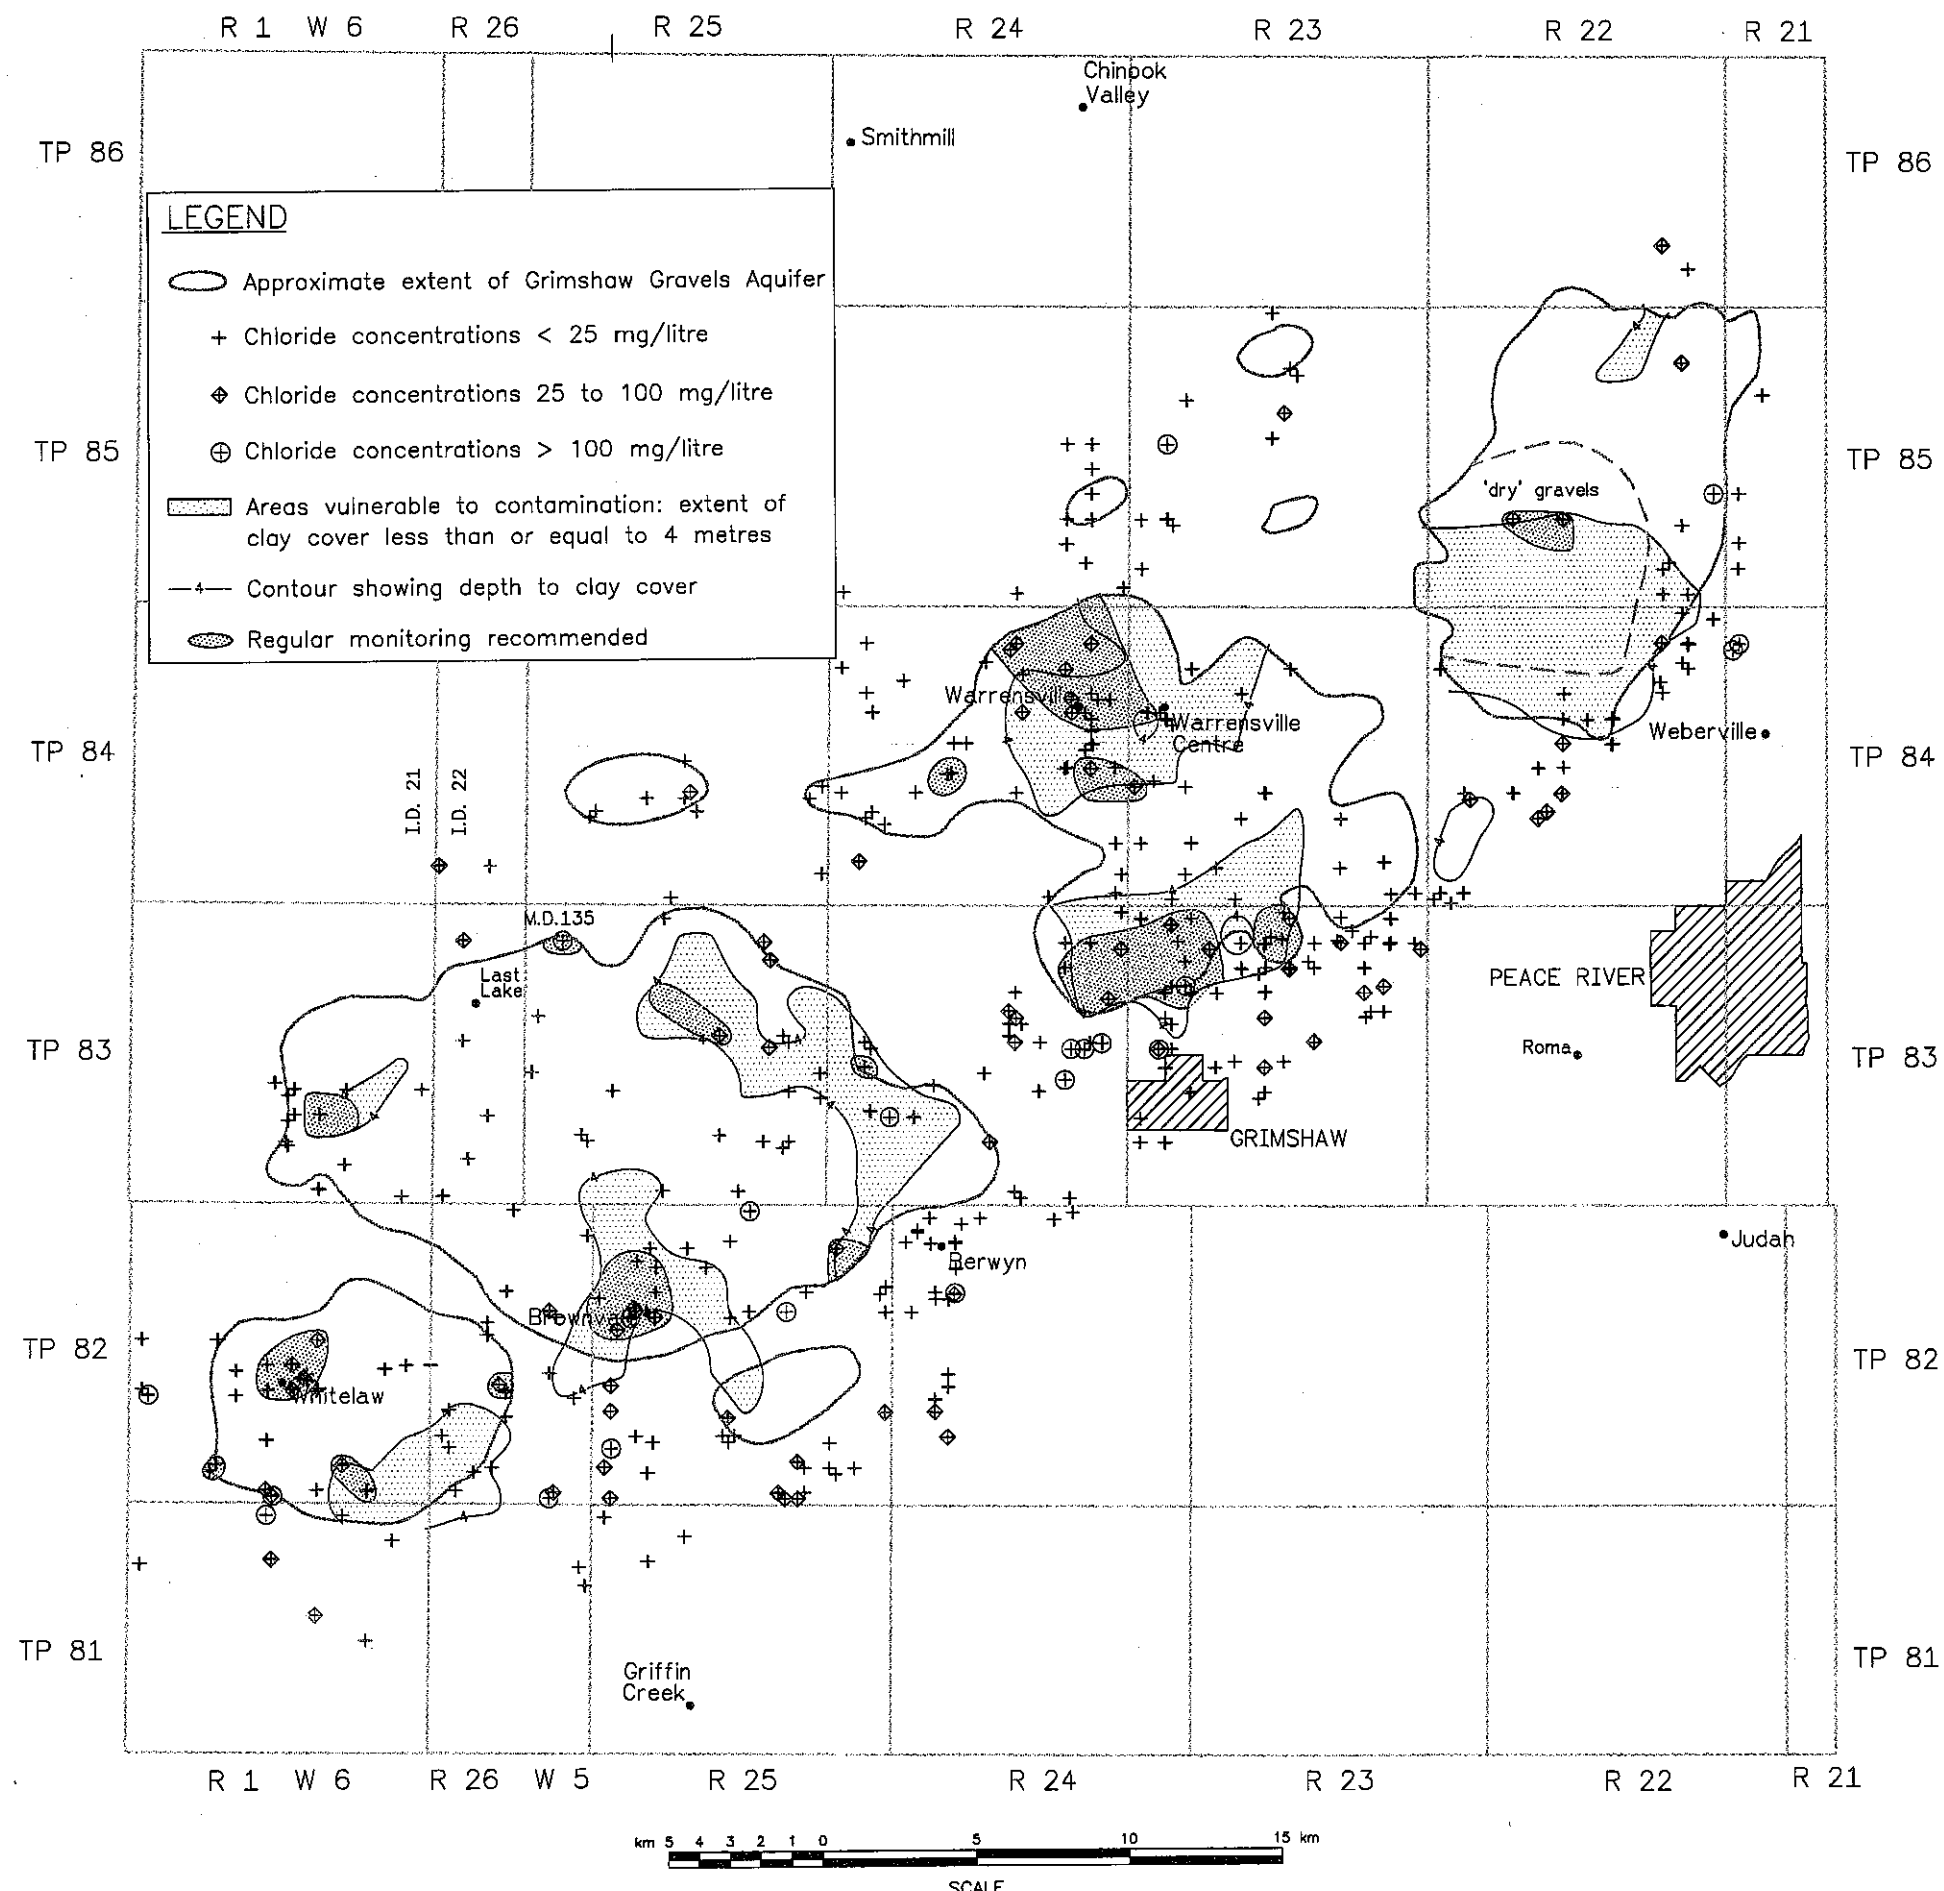 R 1 W 6 R 26 R 25 R 24 R 23 R 22 R 21
Chinook
Valley
Smithmill
TP 86 TP 86
LEGEND
Approximate extent of Grimshaw Gravels Aquifer
Chloride concentrations < 25 mg/litre
Chloride concentrations 25 to 100 mg/litre
Chloride concentrations > 100 mg/litre
Areas vulnerable to contamination: extent of
clay cover less than or equal to 4 metres
4 Contour showing depth to clay cover
Regular monitoring recommended
TP 85 TP 85
'dry' gravels
Warrensville
Warrensville
Centre
Weberville
TP 84 TP 84
I.D. 21
I.D. 22
M.D.135
Last
Lake
PEACE RIVER
Roma
TP 83 TP 83
GRIMSHAW
Judah
Berwyn
TP 82 TP 82
Whitelaw
TP 81 TP 81
Griffin
Creek
R 1 W 6 R 26 W 5 R 25 R 24 R 23 R 22 R 21
km 5 4 3 2 1 0 5 10 15 km
SCALE